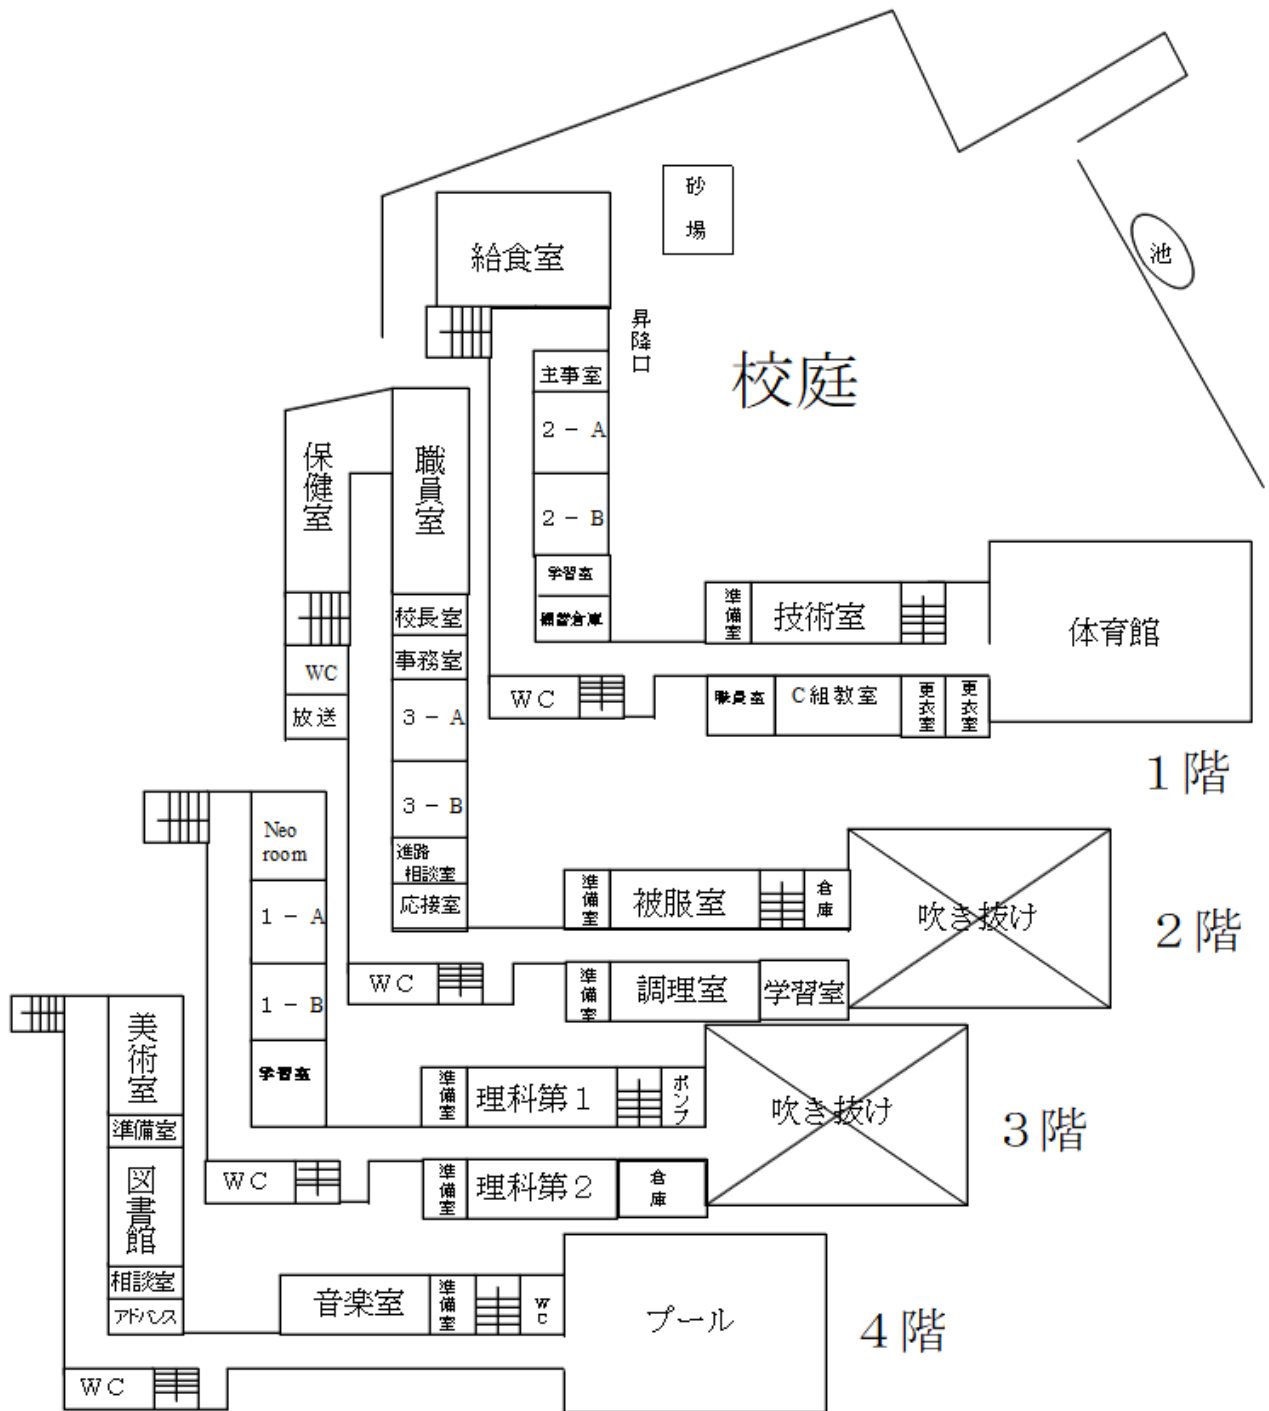 砂場
池
給食室
昇降口
校庭
主事室
2－A
2－B
学習室
準備室
技術室
体育館
WC
職員室
C組教室
更衣室
更衣室
1階
保健室
職員室
校長室
事務室
WC
放送
3－A
3－B
進路
相談室
応接室
準備室
被服室
倉庫
吹き抜け
2階
WC
準備室
調理室
学習室
Neo
room
1－A
1－B
学習室
準備室
理科第1
ポンプ
吹き抜け
3階
WC
準備室
理科第2
倉庫
美術室
準備室
図書館
相談室
アドバンス
音楽室
準備室
WC
プール
4階
WC